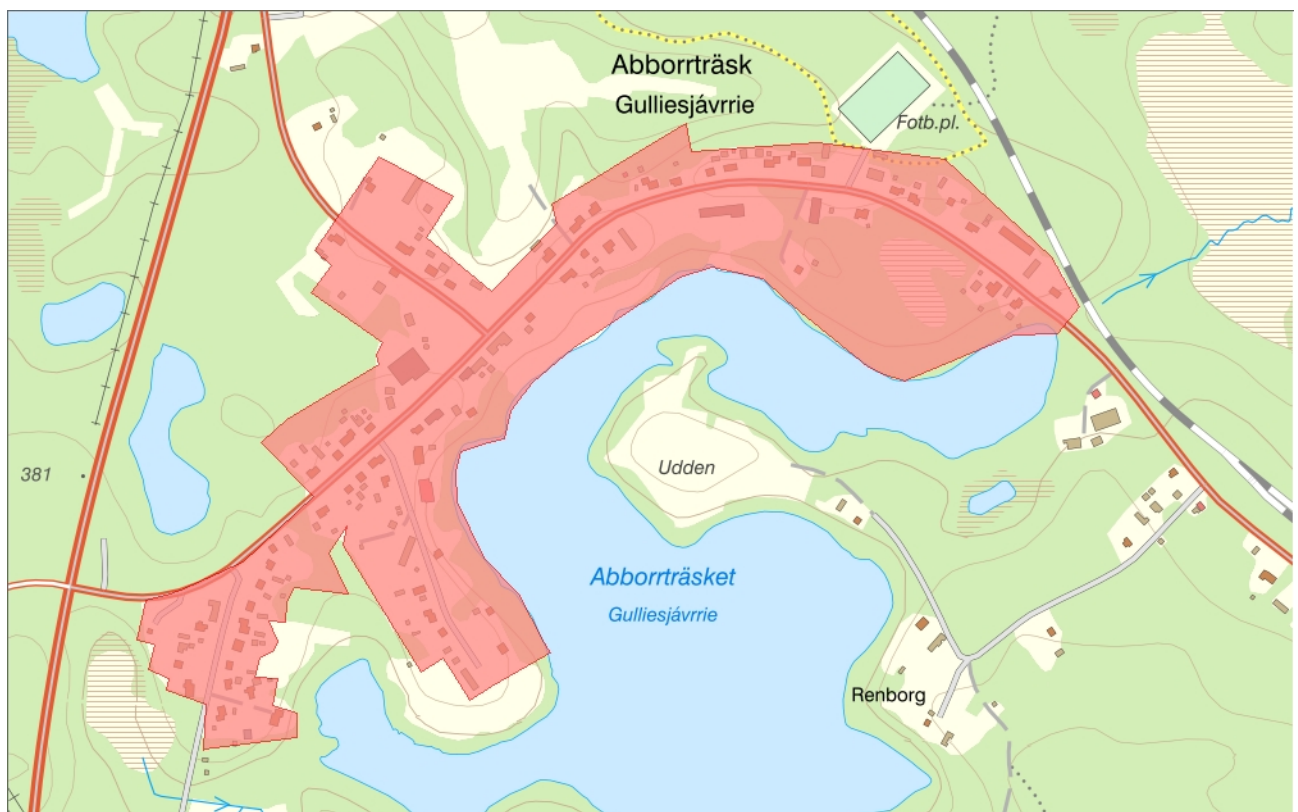 Abborrträsk
Gulliesjávrrie
Fotb.pl.
381
Udden
Abborrträsket
Gulliesjávrrie
Renborg